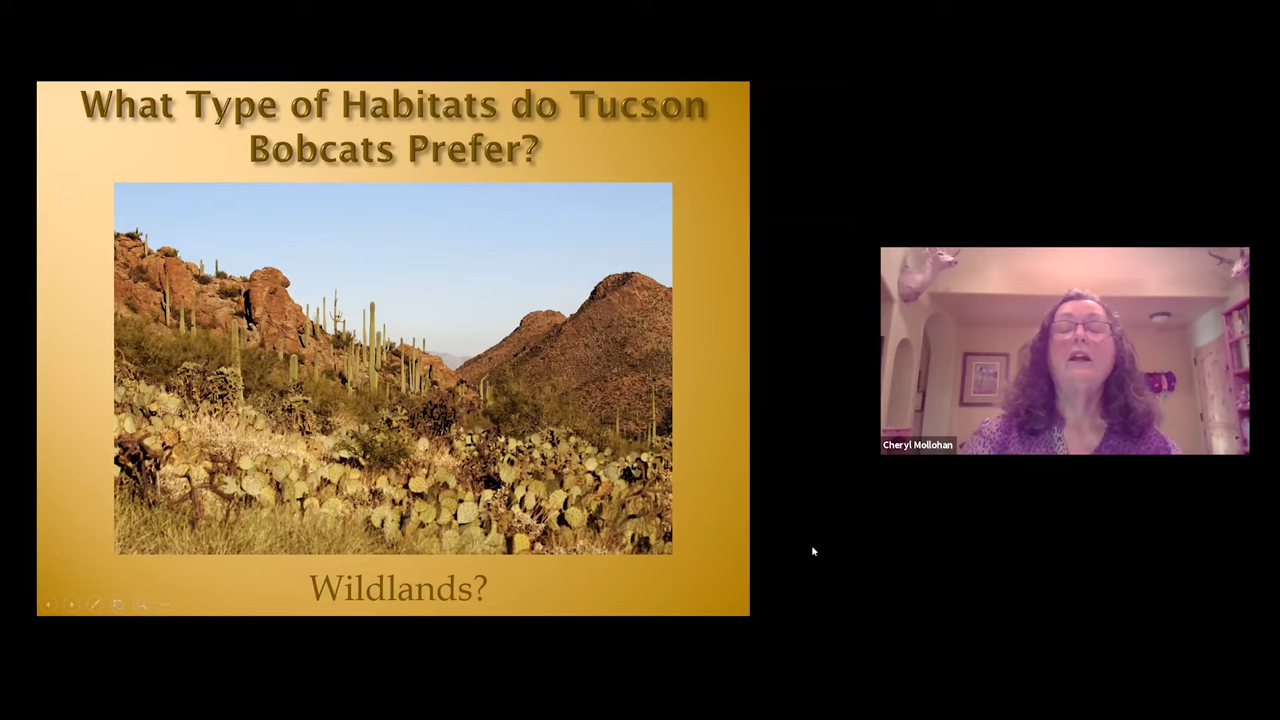 What Type of Habitats do Tucson
Bobcats Prefer?
Wildlands?
Cheryl Mollohan